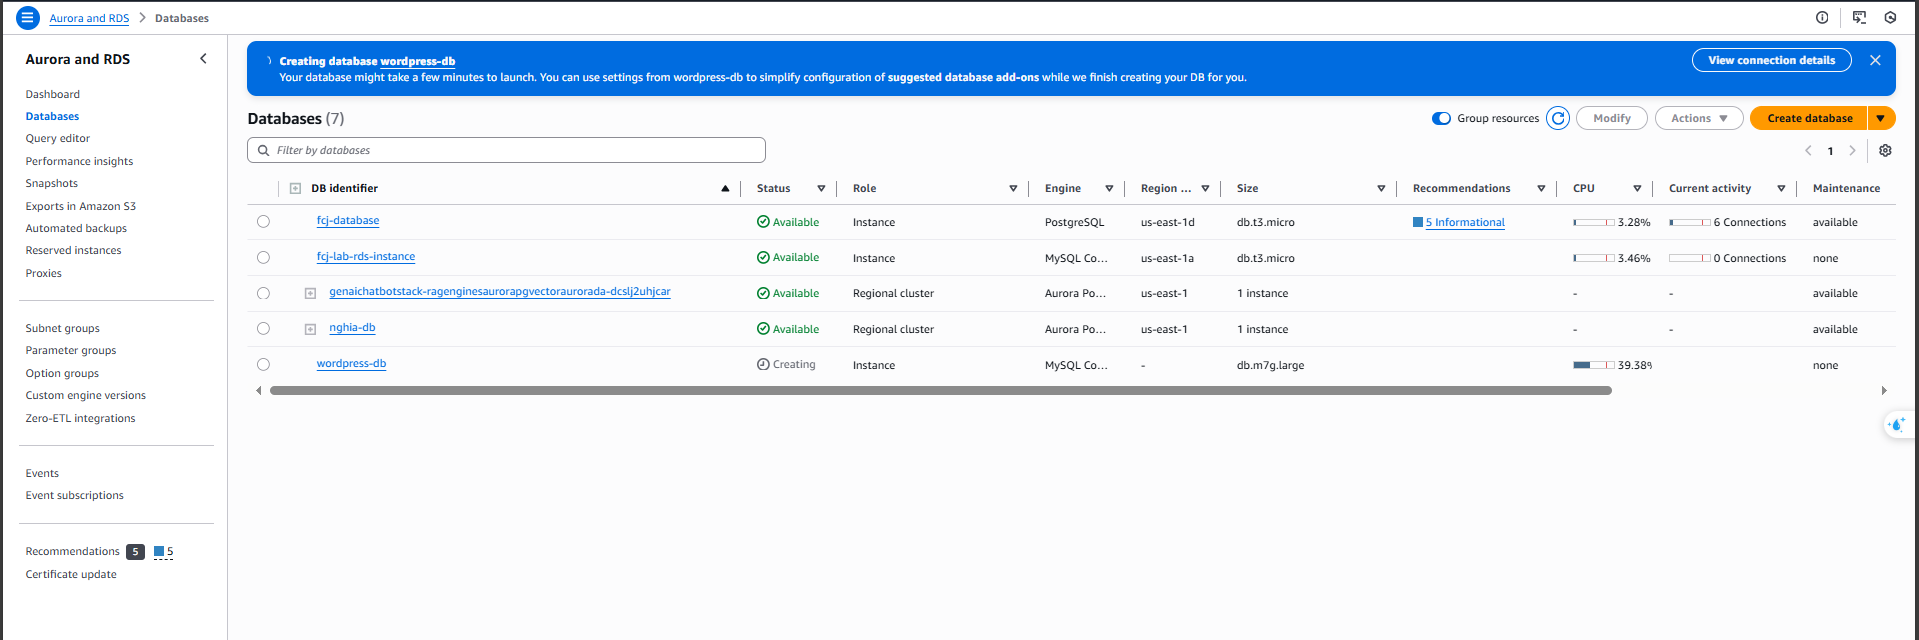 Aurora and RDS > Databases
Aurora and RDS
Dashboard
Databases
Query editor
Performance insights
Snapshots
Exports in Amazon S3
Automated backups
Reserved instances
Proxies
Subnet groups
Parameter groups
Option groups
Custom engine versions
Zero-ETL integrations
Events
Event subscriptions
Recommendations 5 5
Certificate update
Creating database wordpress-db
Your database might take a few minutes to launch. You can use settings from wordpress-db to simplify configuration of suggested database add-ons while we finish creating your DB for you.
View connection details
Databases (7)
Group resources
Modify
Actions
Create database
Filter by databases
1
DB identifier Status Role Engine Region ... Size Recommendations CPU Current activity Maintenance
fcj-database Available Instance PostgreSQL us-east-1d db.t3.micro 5 Informational 3.28% 6 Connections available
fcj-lab-rds-instance Available Instance MySQL Co... us-east-1a db.t3.micro 3.46% 0 Connections none
genaichatbotstack-ragenginesaurorapgvectoraurorada-dcslj2uhjcar Available Regional cluster Aurora Po... us-east-1 1 instance - - available
nghia-db Available Regional cluster Aurora Po... us-east-1 1 instance - - available
wordpress-db Creating Instance MySQL Co... - db.m7g.large 39.38% none